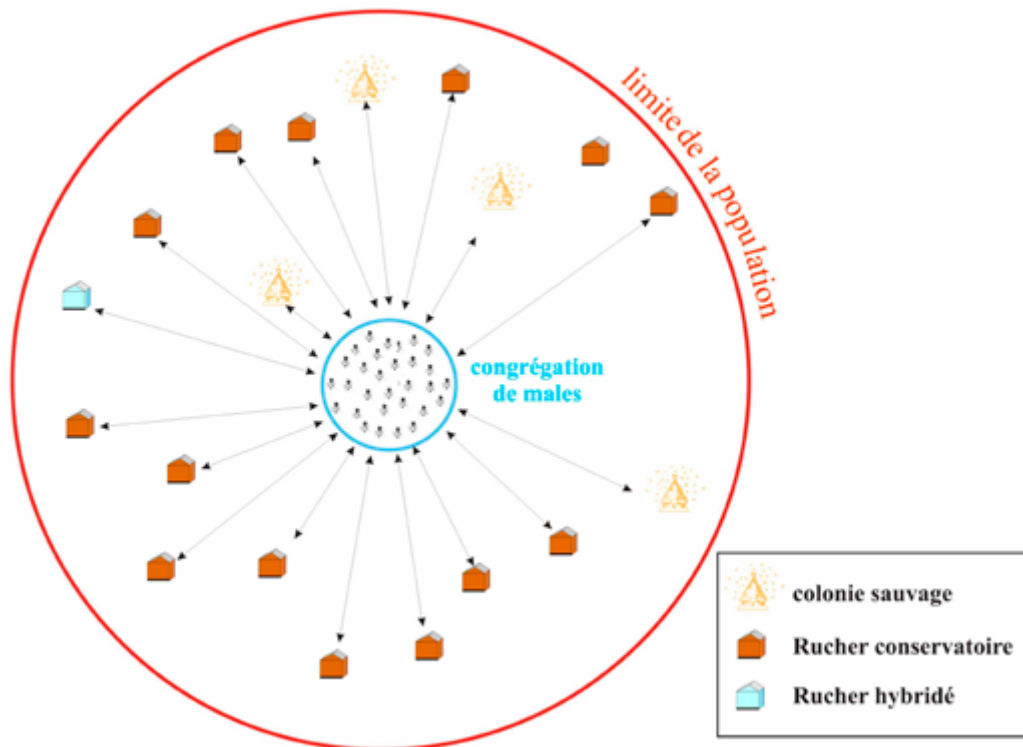 limite de la population
congrégation
de males
colonie sauvage
Rucher conservatoire
Rucher hybridé